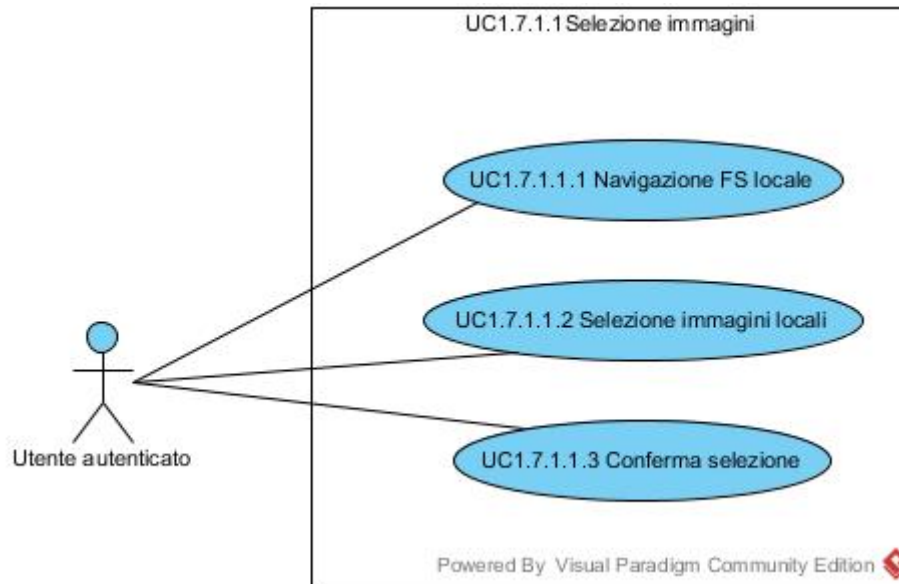 UC1.7.1.1Selezione immagini
UC1.7.1.1.1 Navigazione FS locale
UC1.7.1.1.2 Selezione immagini locali
Utente autenticato
UC1.7.1.1.3 Conferma selezione
Powered By Visual Paradigm Community Edition